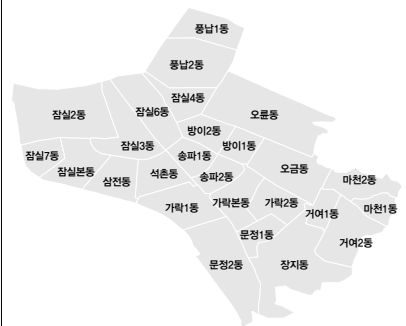 풍납1동
풍납2동
잠실4동
잠실2동
잠실6동
오륜동
방이2동
잠실3동
방이1동
잠실7동
송파1동
오금동
잠실본동
석촌동
송파2동
삼전동
마천2동
가락1동
가락본동
가락2동
마천1동
거여1동
문정1동
거여2동
문정2동
장지동